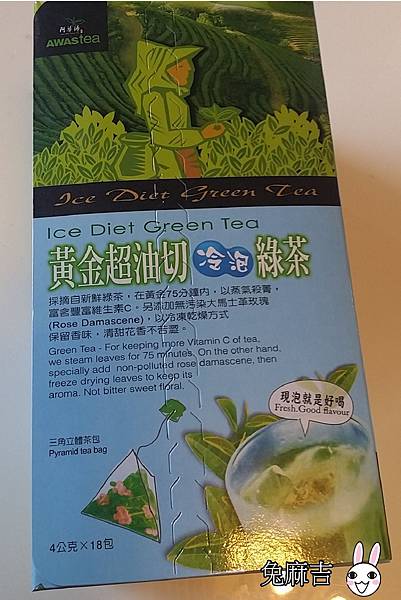 阿華師
AWASTea
Ice Diet Green Tea
Ice Diet Green Tea
黃金超油切冷泡綠茶
採摘自新鮮綠茶，在黃金75分鐘內，以蒸氣殺菁，
富含豐富維生素C。另添加無污染大馬士革玫瑰
(Rose Damascene)，以冷凍乾燥方式
保留香味，清甜花香不苦澀。
Green Tea - For keeping more Vitamin C of tea,
we steam leaves for 75 minutes. On the other hand,
specially add non-polluted rose damascene, then
freeze drying leaves to keep its
aroma. Not bitter sweet floral.
現泡就是好喝
Fresh.Good flavour
三角立體茶包
Pyramid tea bag
4公克×18包
兔麻吉